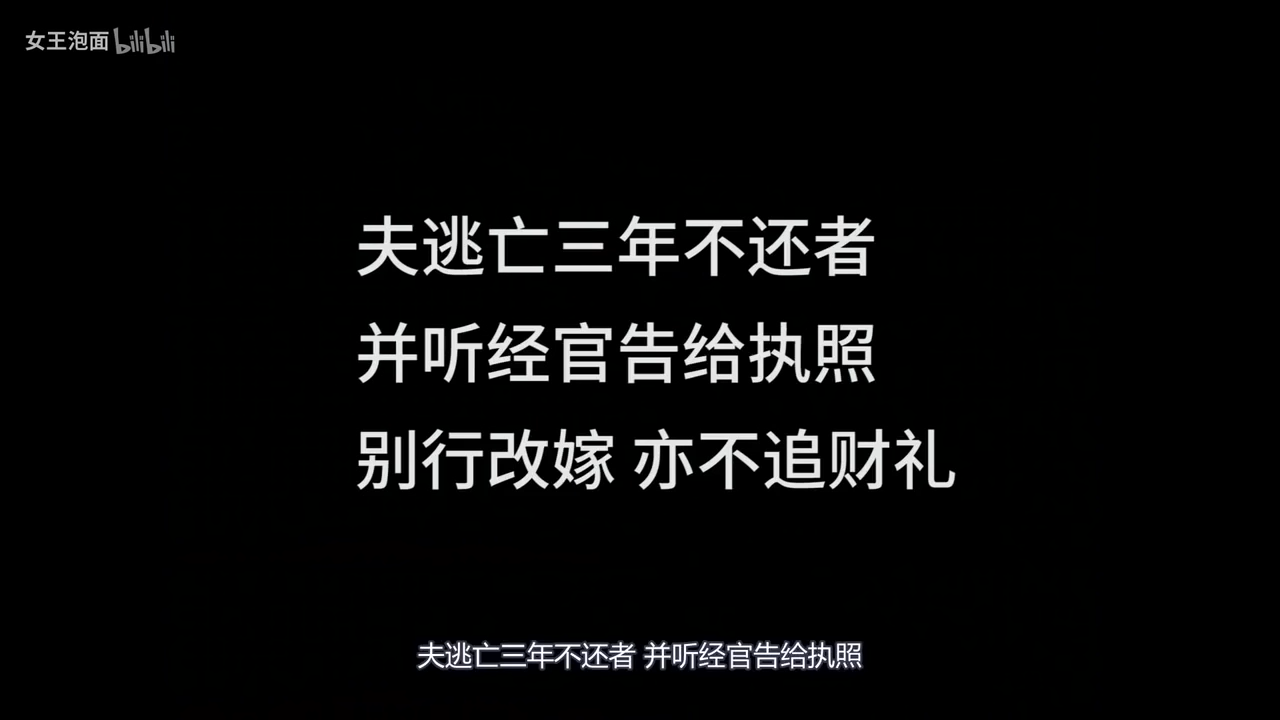 女王泡面 bilibili
夫逃亡三年不还者
并听经官告给执照
别行改嫁 亦不追财礼
夫逃亡三年不还者 并听经官告给执照